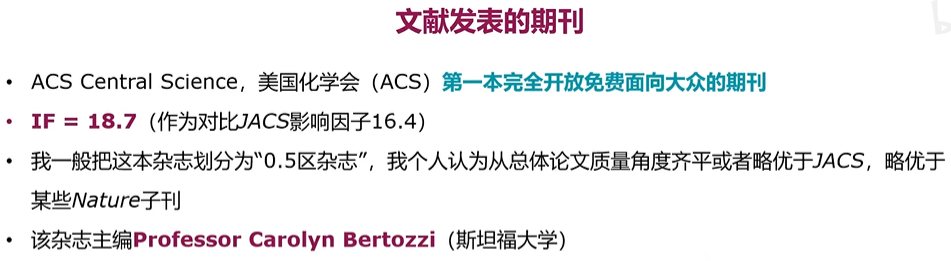 文献发表的期刊
• ACS Central Science，美国化学会（ACS）第一本完全开放免费面向大众的期刊
• IF = 18.7（作为对比JACS影响因子16.4）
• 我一般把这本杂志划分为“0.5区杂志”，我个人认为从总体论文质量角度齐平或者略优于JACS，略优于
某些Nature子刊
• 该杂志主编Professor Carolyn Bertozzi（斯坦福大学）